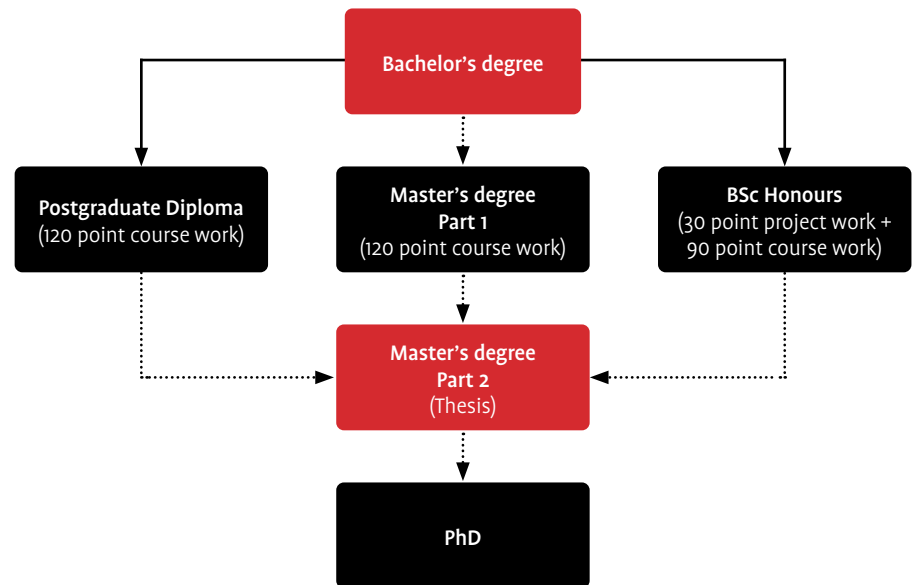 Bachelor’s degree
Postgraduate Diploma
(120 point course work)
Master’s degree
Part 1
(120 point course work)
BSc Honours
(30 point project work +
90 point course work)
Master’s degree
Part 2
(Thesis)
PhD